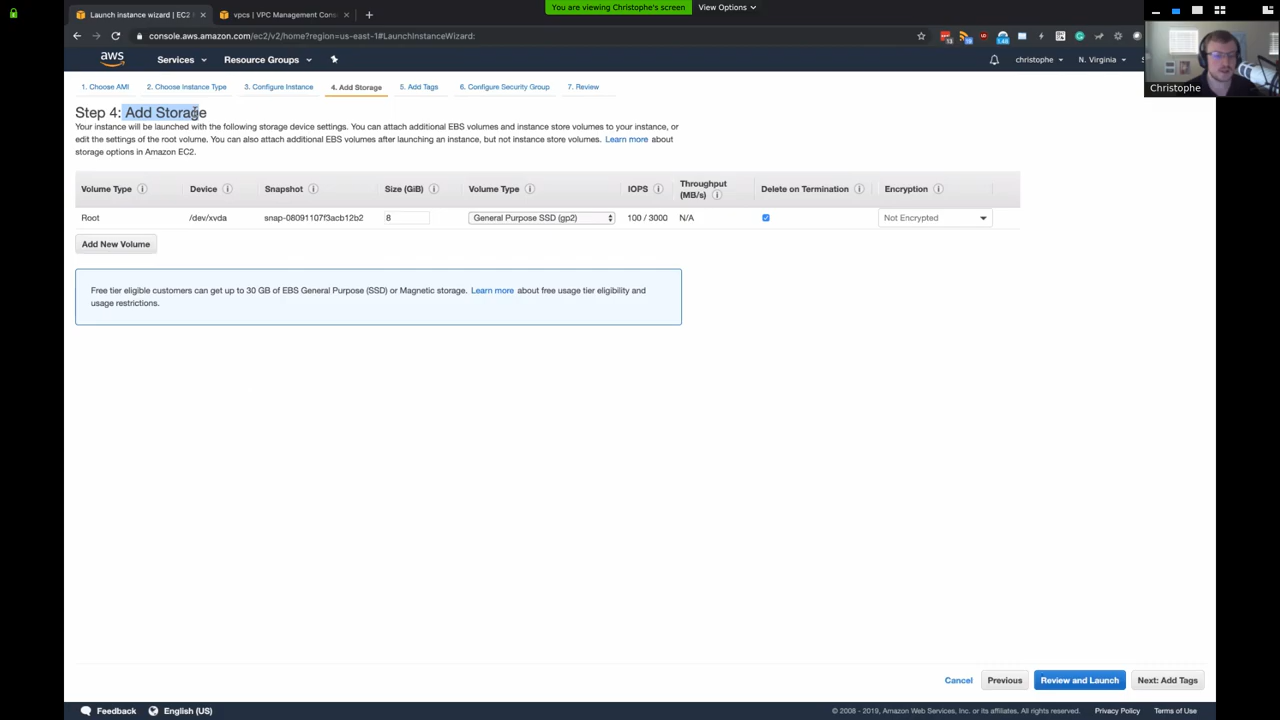 You are viewing Christophe's screen
View Options
Launch instance wizard | EC2
vpcs | VPC Management Con
console.aws.amazon.com/ec2/v2/home?region=us-east-1#LaunchInstanceWizard:
aws
Services
Resource Groups
christophe
N. Virginia
Christophe
1. Choose AMI
2. Choose Instance Type
3. Configure Instance
4. Add Storage
5. Add Tags
6. Configure Security Group
7. Review
Step 4: Add Storage
Your instance will be launched with the following storage device settings. You can attach additional EBS volumes and instance store volumes to your instance, or
edit the settings of the root volume. You can also attach additional EBS volumes after launching an instance, but not instance store volumes. Learn more about
storage options in Amazon EC2.
Volume Type
Device
Snapshot
Size (GiB)
Volume Type
IOPS
Throughput
(MB/s)
Delete on Termination
Encryption
Root
/dev/xvda
snap-08091107f3acb12b2
8
General Purpose SSD (gp2)
100 / 3000
N/A
Not Encrypted
Add New Volume
Free tier eligible customers can get up to 30 GB of EBS General Purpose (SSD) or Magnetic storage. Learn more about free usage tier eligibility and
usage restrictions.
Cancel
Previous
Review and Launch
Next: Add Tags
Feedback
English (US)
© 2008 - 2019, Amazon Web Services, Inc. or its affiliates. All rights reserved.
Privacy Policy
Terms of Use